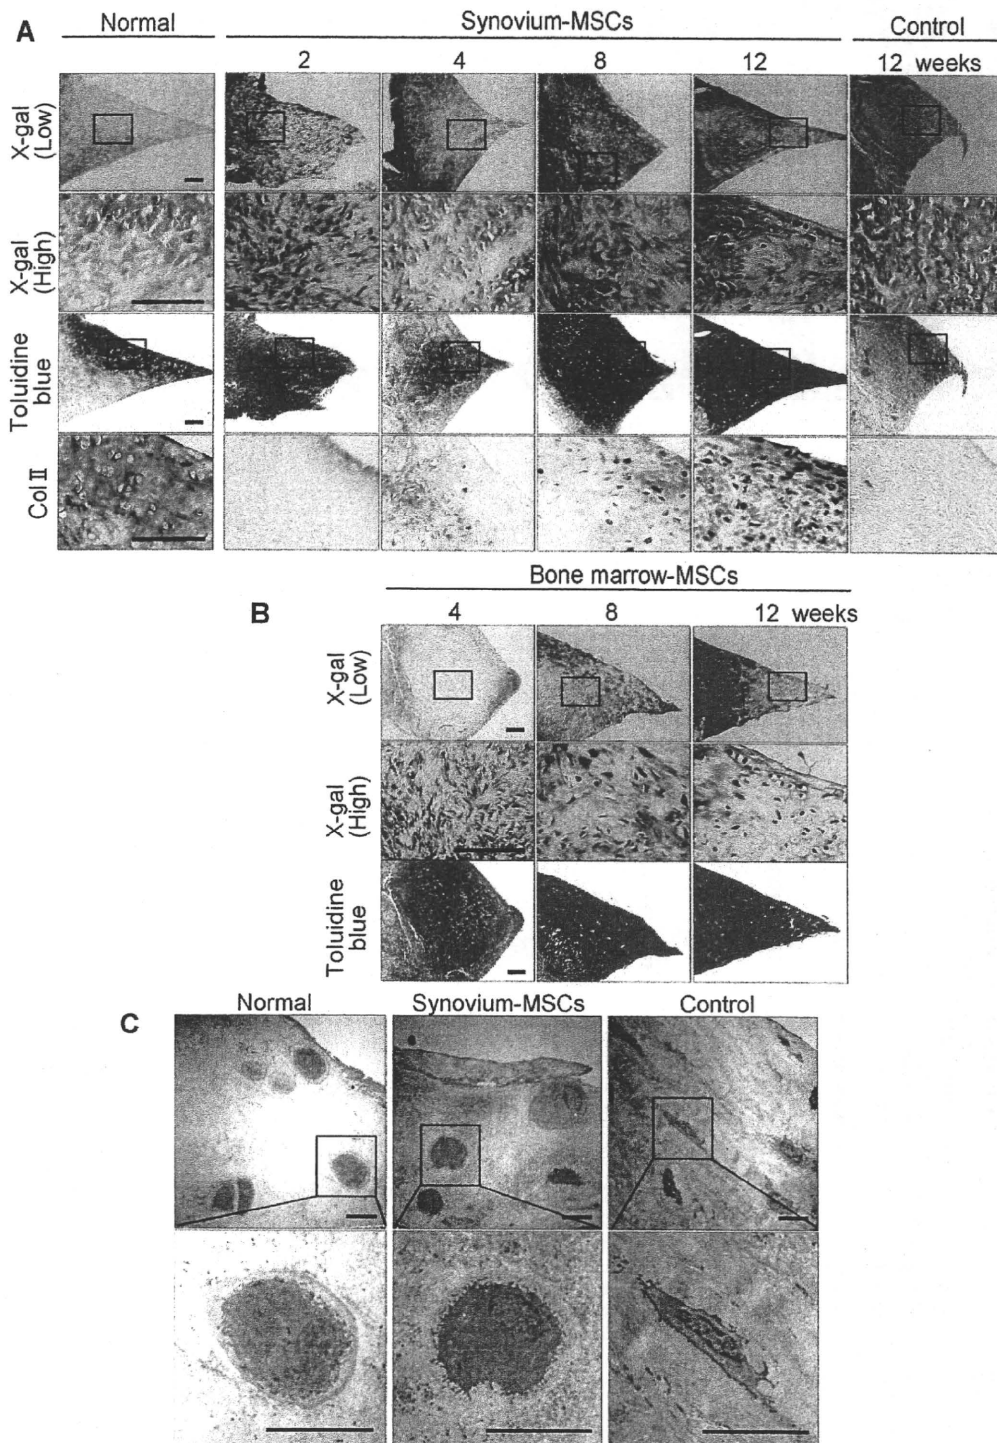 A
Normal
Synovium-MSCs
Control
2
4
8
12
12 weeks
X-gal
(Low)
X-gal
(High)
Toluidine
blue
Col II
B
Bone marrow-MSCs
4
8
12 weeks
X-gal
(Low)
X-gal
(High)
Toluidine
blue
C
Normal
Synovium-MSCs
Control